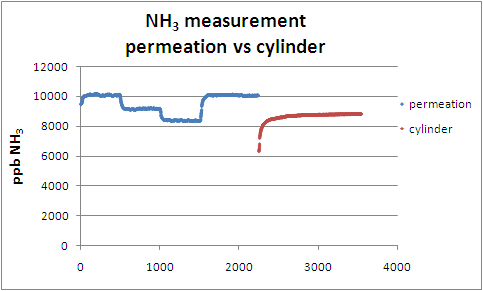 NH3 measurement
permeation vs cylinder
12000
10000
8000
6000
4000
2000
0
ppb NH3
0 1000 2000 3000 4000
permeation
cylinder